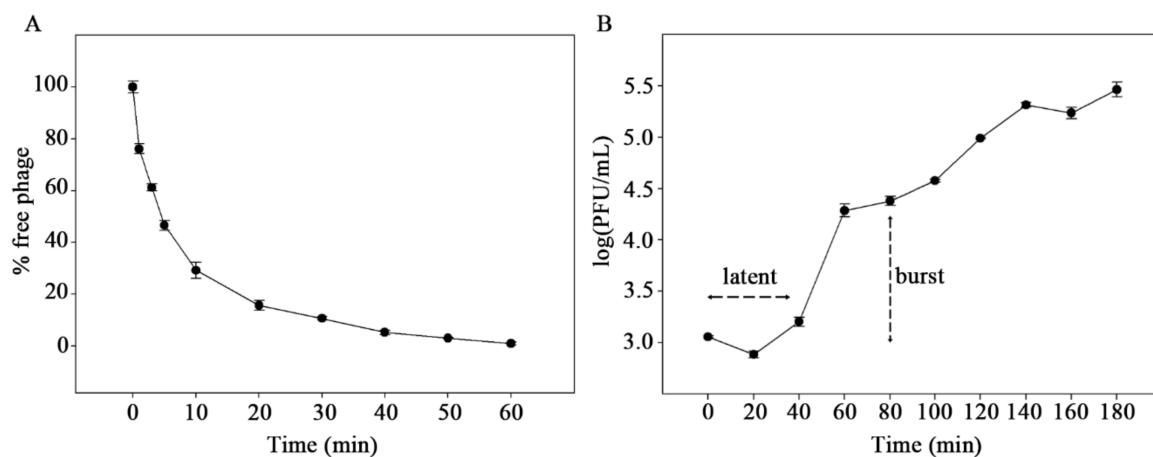 A
% free phage
100
80
60
40
20
0
0 10 20 30 40 50 60
Time (min)
B
log(PFU/mL)
5.5
5.0
4.5
4.0
3.5
3.0
latent
burst
0 20 40 60 80 100 120 140 160 180
Time (min)